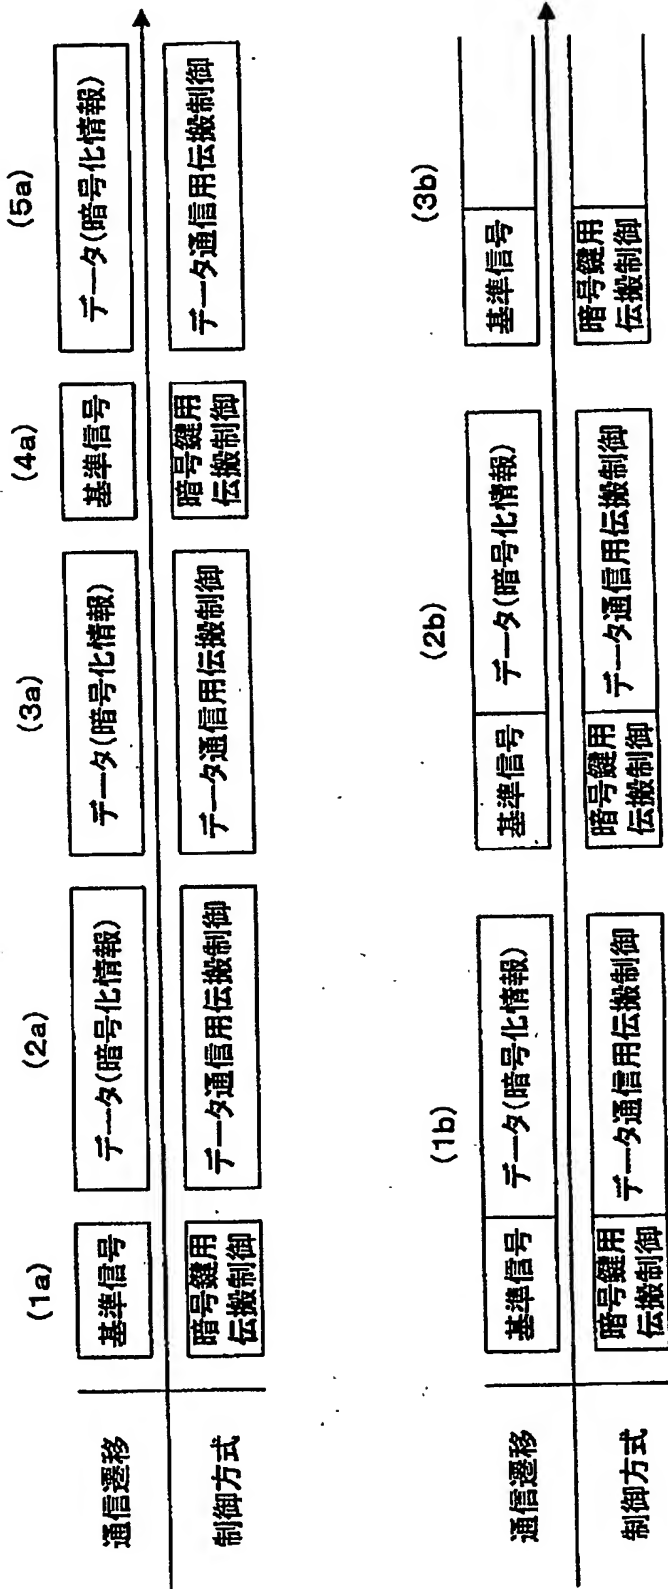 (1a)
(2a)
(3a)
(4a)
(5a)
通信遷移
基準信号
データ(暗号化情報)
データ(暗号化情報)
基準信号
データ(暗号化情報)
制御方式
暗号鍵用
伝搬制御
データ通信用伝搬制御
データ通信用伝搬制御
暗号鍵用
伝搬制御
データ通信用伝搬制御
(1b)
(2b)
(3b)
通信遷移
基準信号
データ(暗号化情報)
基準信号
データ(暗号化情報)
基準信号
制御方式
暗号鍵用
伝搬制御
データ通信用伝搬制御
暗号鍵用
伝搬制御
データ通信用伝搬制御
暗号鍵用
伝搬制御